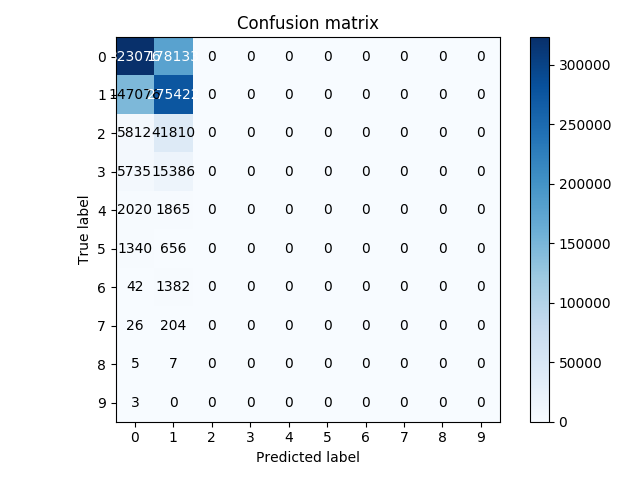 Confusion matrix
0 0 0 0 0 0 0 0 0
1 0 0 0 0 0 0 0 0
2 5812 41810 0 0 0 0 0 0 0 0
3 5735 15386 0 0 0 0 0 0 0 0
4 2020 1865 0 0 0 0 0 0 0 0
5 1340 656 0 0 0 0 0 0 0 0
6 42 1382 0 0 0 0 0 0 0 0
7 26 204 0 0 0 0 0 0 0 0
8 5 7 0 0 0 0 0 0 0 0
9 3 0 0 0 0 0 0 0 0 0
0 1 2 3 4 5 6 7 8 9
True label
Predicted label
300000
250000
200000
150000
100000
50000
0